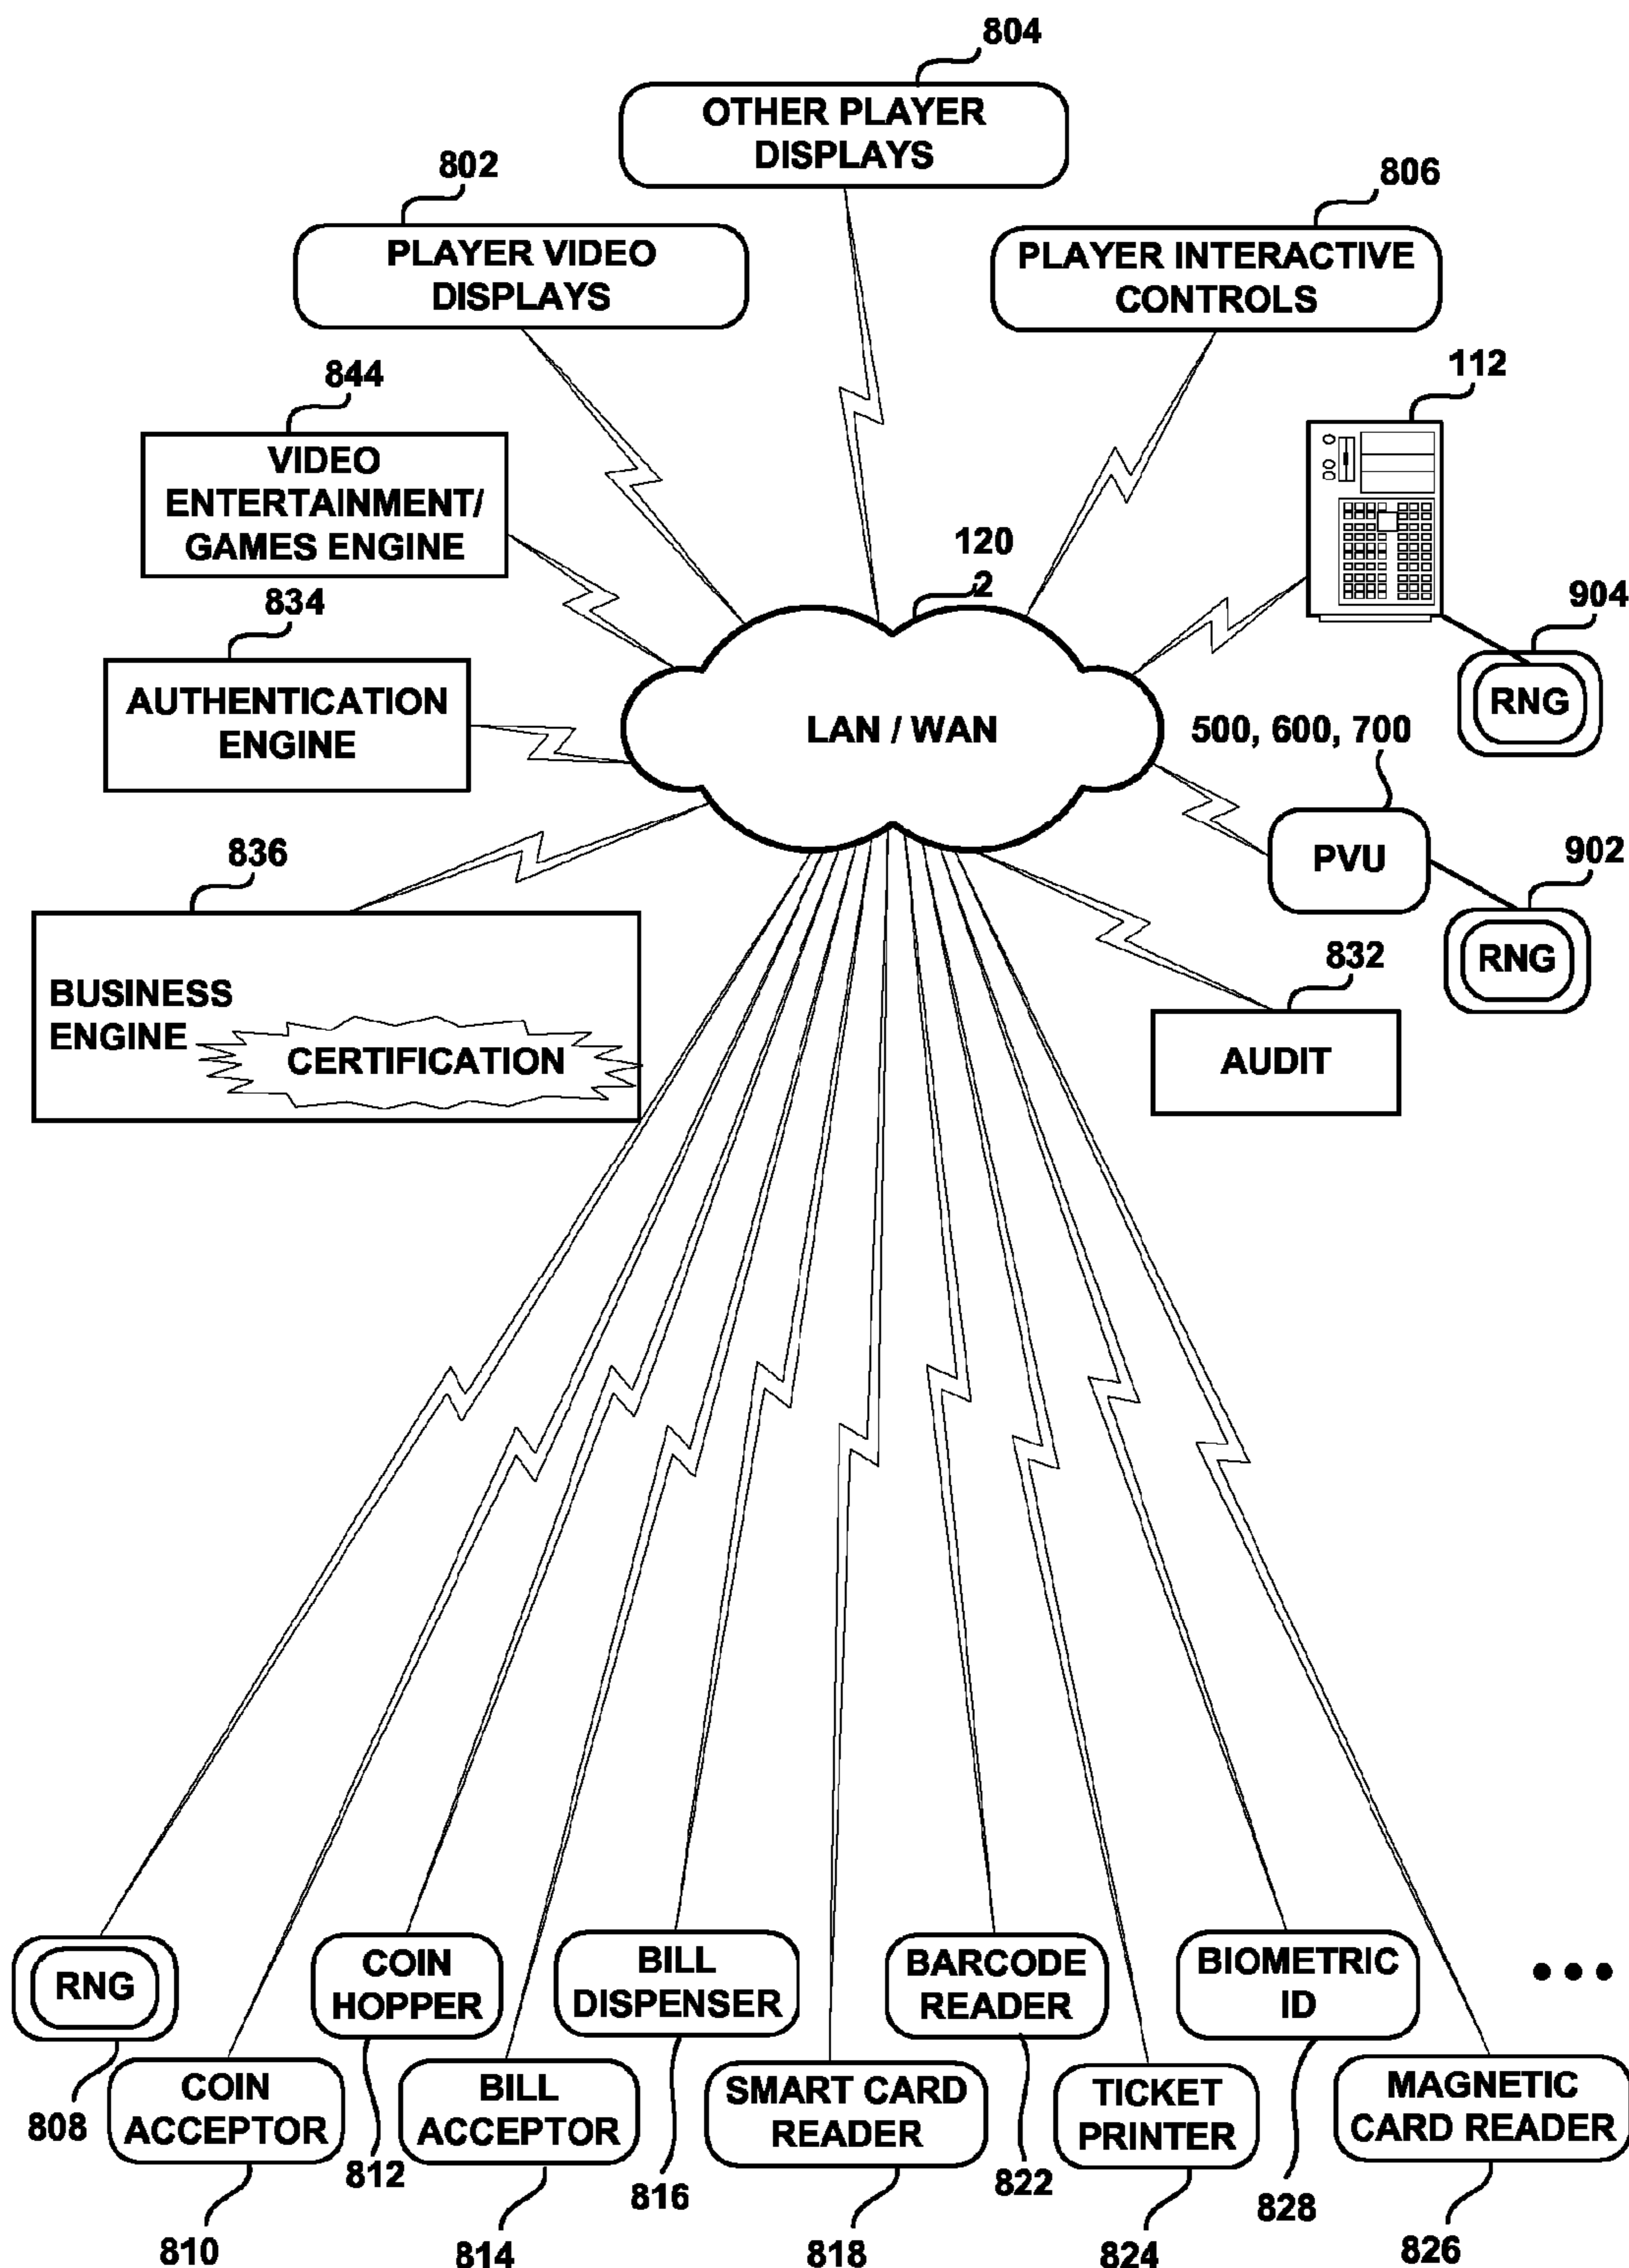 804
OTHER PLAYER
DISPLAYS
802
806
PLAYER VIDEO
DISPLAYS
PLAYER INTERACTIVE
CONTROLS
844
112
VIDEO
ENTERTAINMENT/
GAMES ENGINE
120
2
834
904
AUTHENTICATION
ENGINE
RNG
LAN / WAN
500, 600, 700
836
PVU
902
RNG
832
BUSINESS
ENGINE
CERTIFICATION
AUDIT
RNG
COIN
HOPPER
BILL
DISPENSER
BARCODE
READER
BIOMETRIC
ID
•••
808
COIN
ACCEPTOR
812
BILL
ACCEPTOR
816
SMART CARD
READER
822
TICKET
PRINTER
828
MAGNETIC
CARD READER
810
814
818
824
826